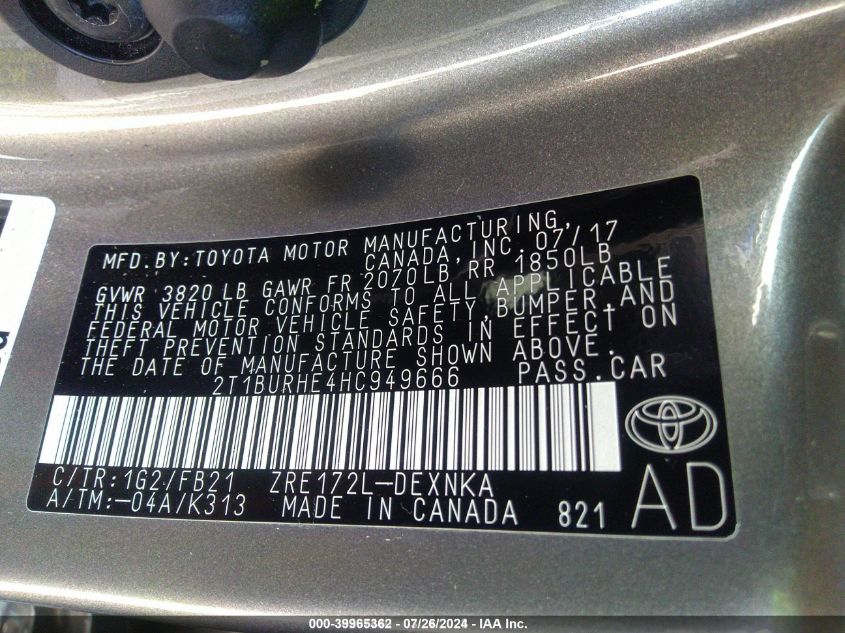 MFD.BY:TOYOTA MOTOR MANUFACTURING,
CANADA, INC. 07/17
GVWR 3820 LB GAWR FR 2070LB, RR 1850LB
THIS VEHICLE CONFORMS TO ALL APPLICABLE
FEDERAL MOTOR VEHICLE SAFETY, BUMPER, AND
THEFT PREVENTION STANDARDS IN EFFECT ON
THE DATE OF MANUFACTURE SHOWN ABOVE.
2T1BURHE4HC949666 PASS.CAR
C/TR:1G2/FB21 ZRE172L-DEXNKA
A/TM:-04A/K313 MADE IN CANADA 821
AD
000-39965362 - 07/26/2024 - IAA Inc.